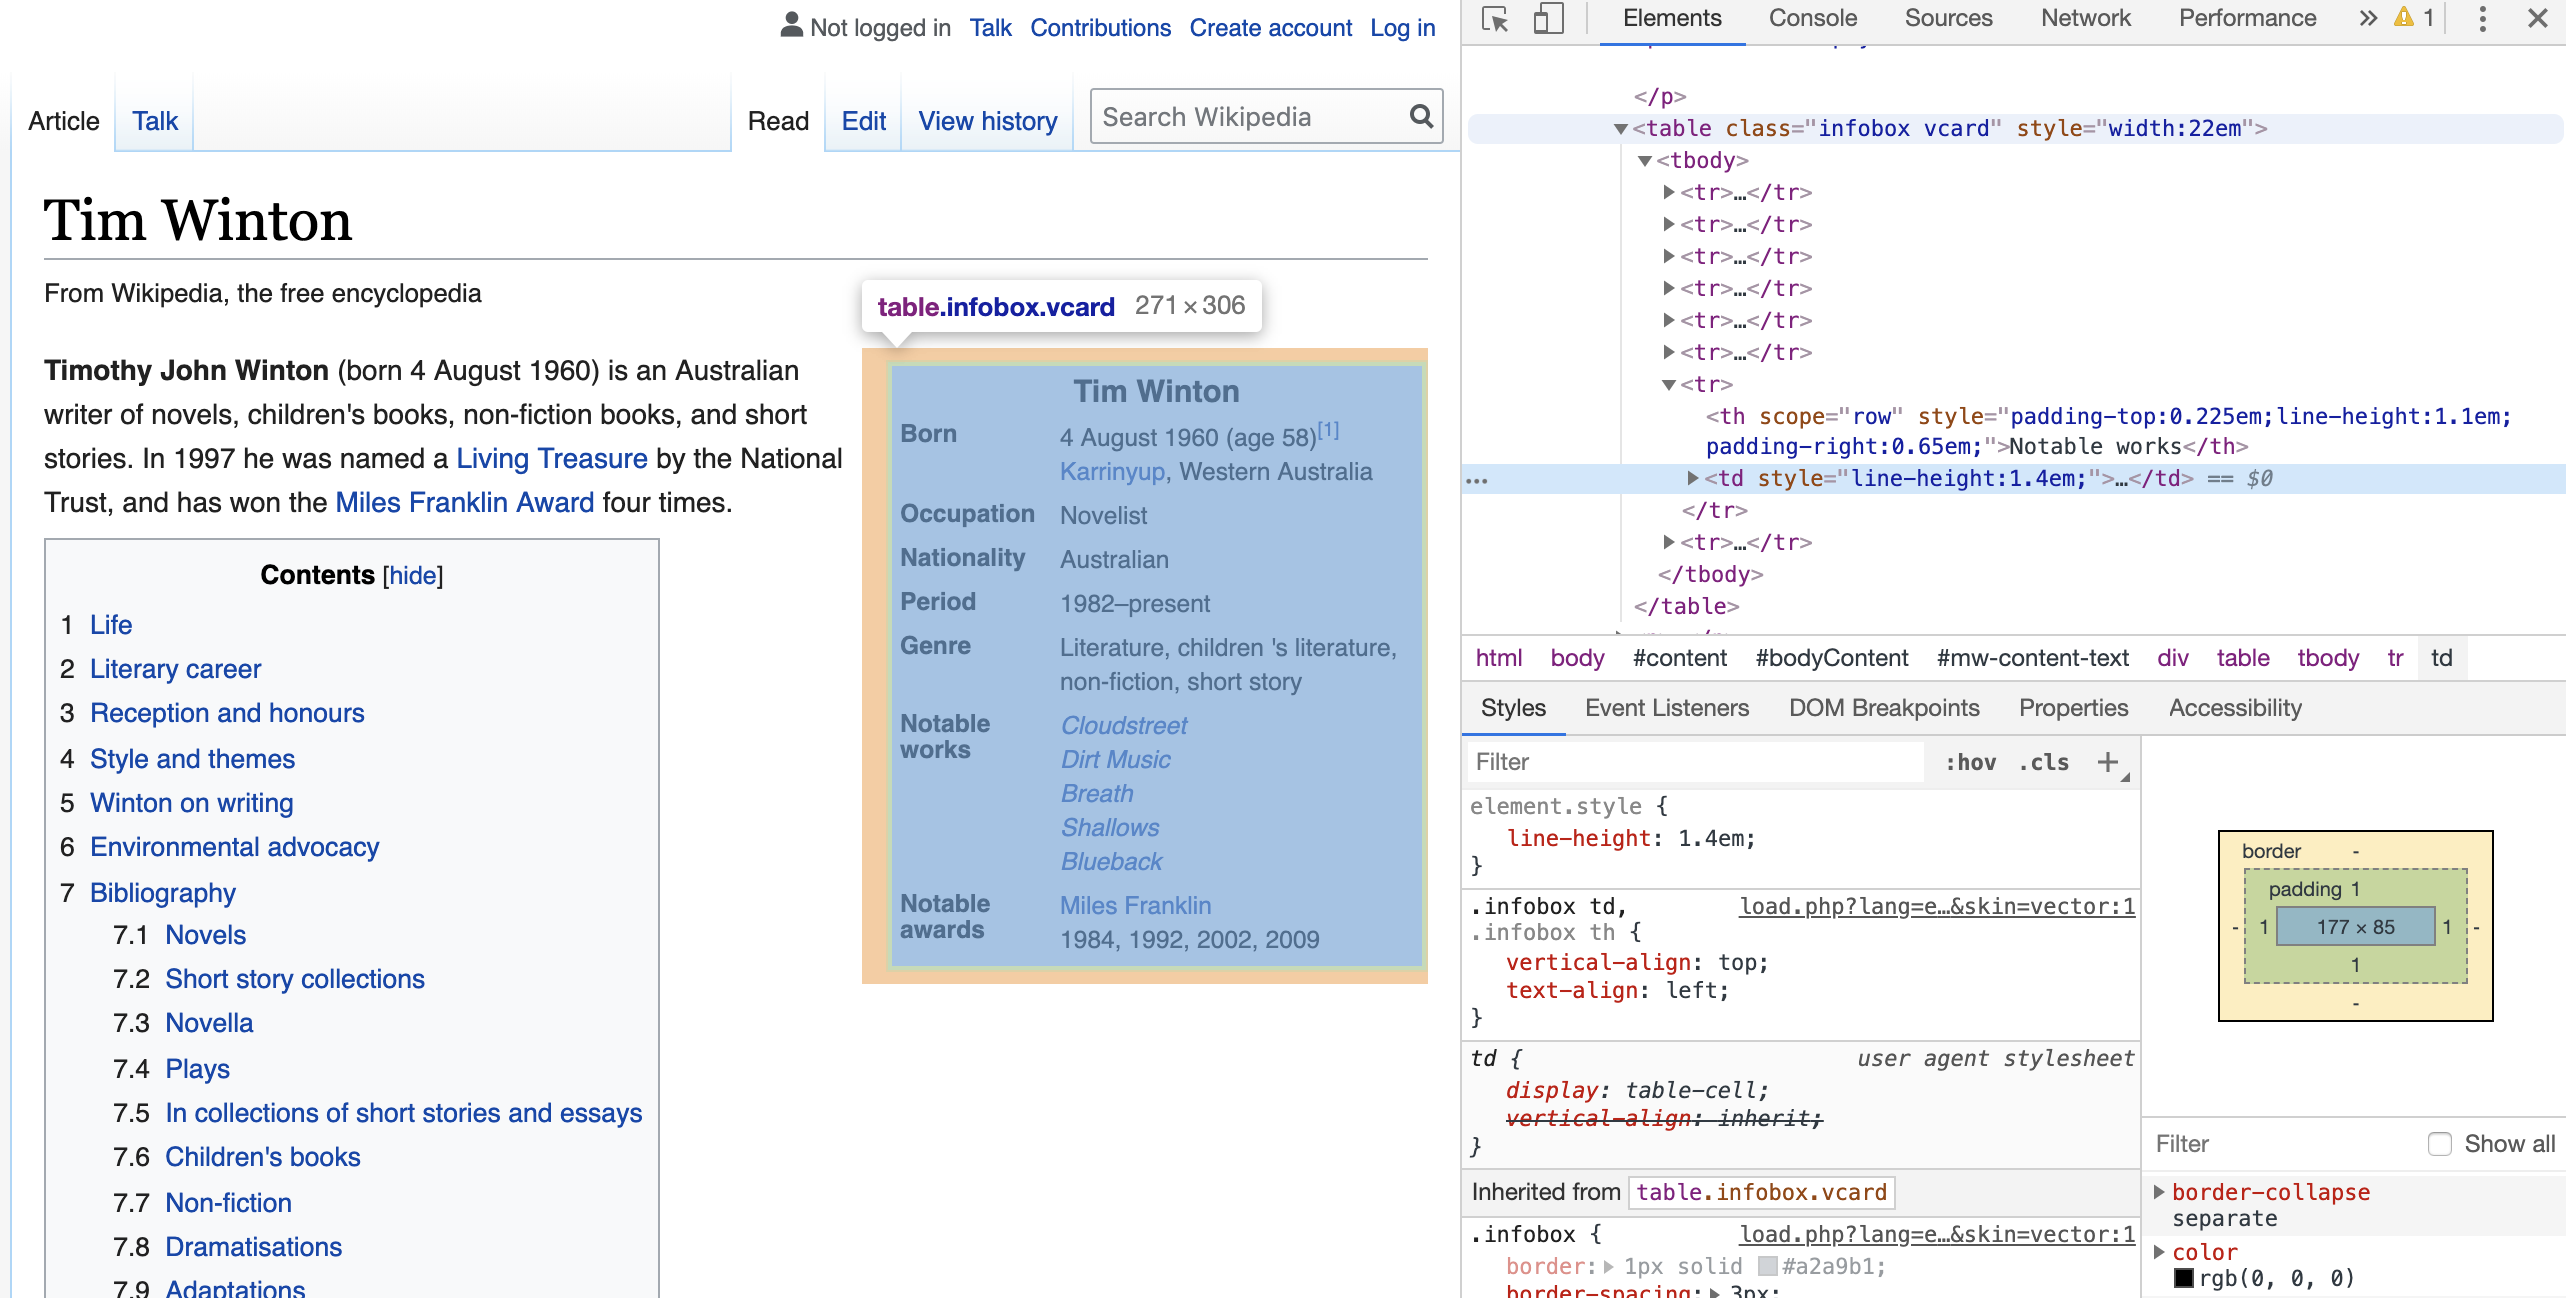 Not logged in Talk Contributions Create account Log in
Article Talk Read Edit View history Search Wikipedia
Tim Winton
From Wikipedia, the free encyclopedia
Timothy John Winton (born 4 August 1960) is an Australian
writer of novels, children's books, non-fiction books, and short
stories. In 1997 he was named a Living Treasure by the National
Trust, and has won the Miles Franklin Award four times.
Contents [hide]
1 Life
2 Literary career
3 Reception and honours
4 Style and themes
5 Winton on writing
6 Environmental advocacy
7 Bibliography
7.1 Novels
7.2 Short story collections
7.3 Novella
7.4 Plays
7.5 In collections of short stories and essays
7.6 Children's books
7.7 Non-fiction
7.8 Dramatisations
7.9 Adaptations
table.infobox.vcard 271 × 306
Tim Winton
Born 4 August 1960 (age 58)[1]
Karrinyup, Western Australia
Occupation Novelist
Nationality Australian
Period 1982–present
Genre Literature, children 's literature,
non-fiction, short story
Notable works Cloudstreet
Dirt Music
Breath
Shallows
Blueback
Notable awards Miles Franklin
1984, 1992, 2002, 2009
Elements Console Sources Network Performance » 1
</p>
<table class="infobox vcard" style="width:22em">
<tbody>
<tr>…</tr>
<tr>…</tr>
<tr>…</tr>
<tr>…</tr>
<tr>…</tr>
<tr>…</tr>
<tr>
<th scope="row" style="padding-top:0.225em;line-height:1.1em;
padding-right:0.65em;">Notable works</th>
… <td style="line-height:1.4em;">…</td> == $0
</tr>
<tr>…</tr>
</tbody>
</table>
html body #content #bodyContent #mw-content-text div table tbody tr td
Styles Event Listeners DOM Breakpoints Properties Accessibility
Filter :hov .cls +
element.style {
line-height: 1.4em;
}
.infobox td, load.php?lang=e…&skin=vector:1
.infobox th {
vertical-align: top;
text-align: left;
}
td { user agent stylesheet
display: table-cell;
vertical-align: inherit;
}
Inherited from table.infobox.vcard
.infobox { load.php?lang=e…&skin=vector:1
border: 1px solid #a2a9b1;
border-spacing: 3px;
border -
padding 1
- 1 177 × 85 1 -
1
-
Filter Show all
border-collapse
separate
color
rgb(0, 0, 0)